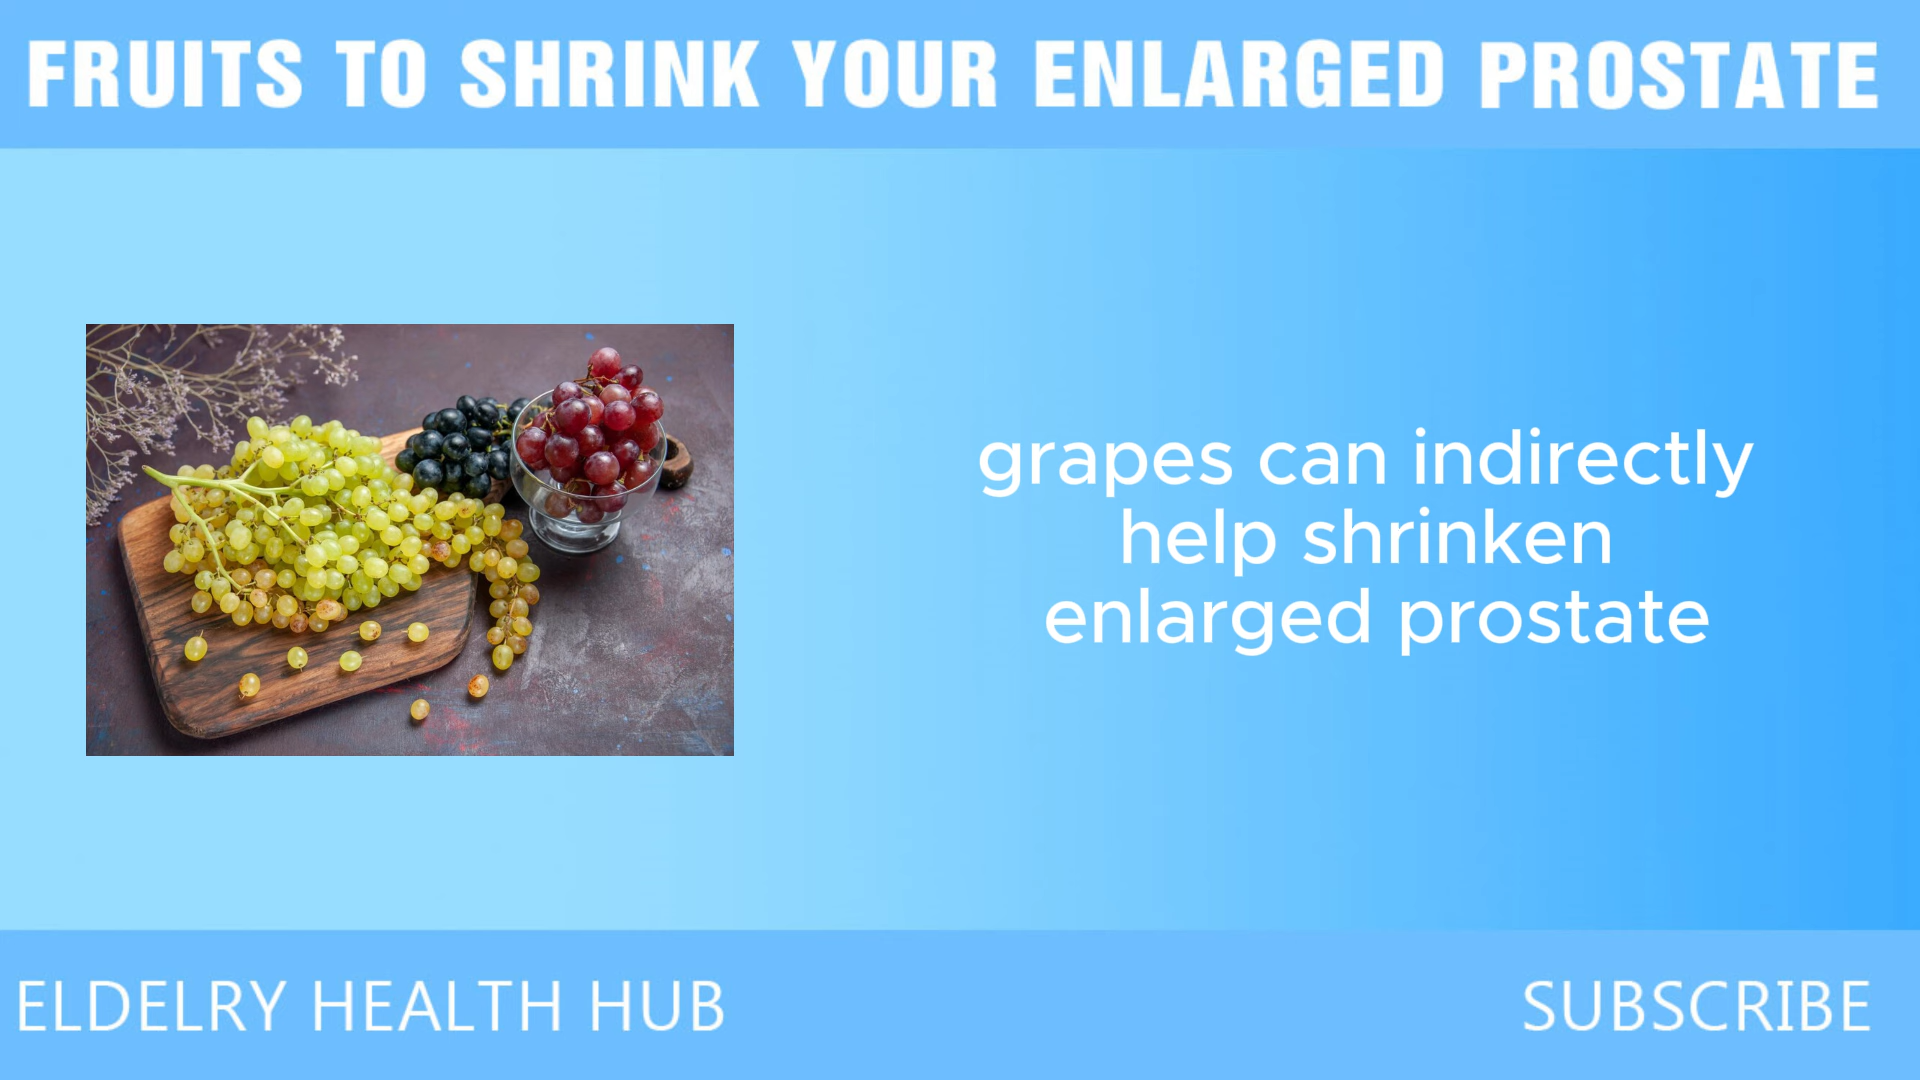 FRUITS TO SHRINK YOUR ENLARGED PROSTATE
grapes can indirectly
help shrinken
enlarged prostate
ELDELRY HEALTH HUB
SUBSCRIBE